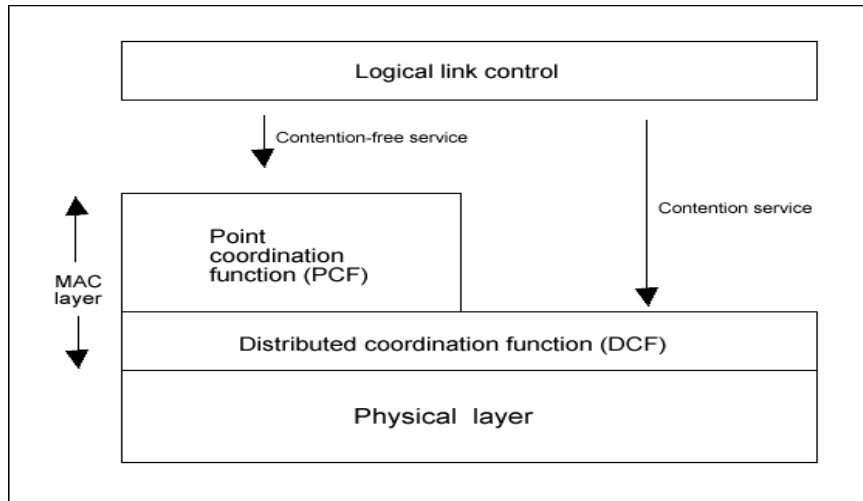 Logical link control
Contention-free service
Contention service
Point
coordination
function (PCF)
MAC
layer
Distributed coordination function (DCF)
Physical layer